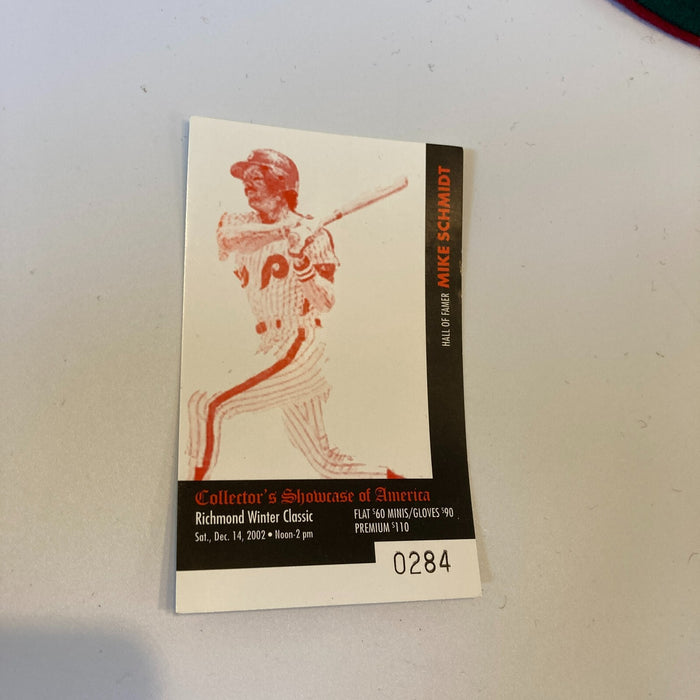 HALL OF FAMER MIKE SCHMIDT
P
Collector's Showcase of America
Richmond Winter Classic
Sat., Dec. 14, 2002 • Noon-2 pm
FLAT $60 MINIS/GLOVES $90
PREMIUM $110
0284